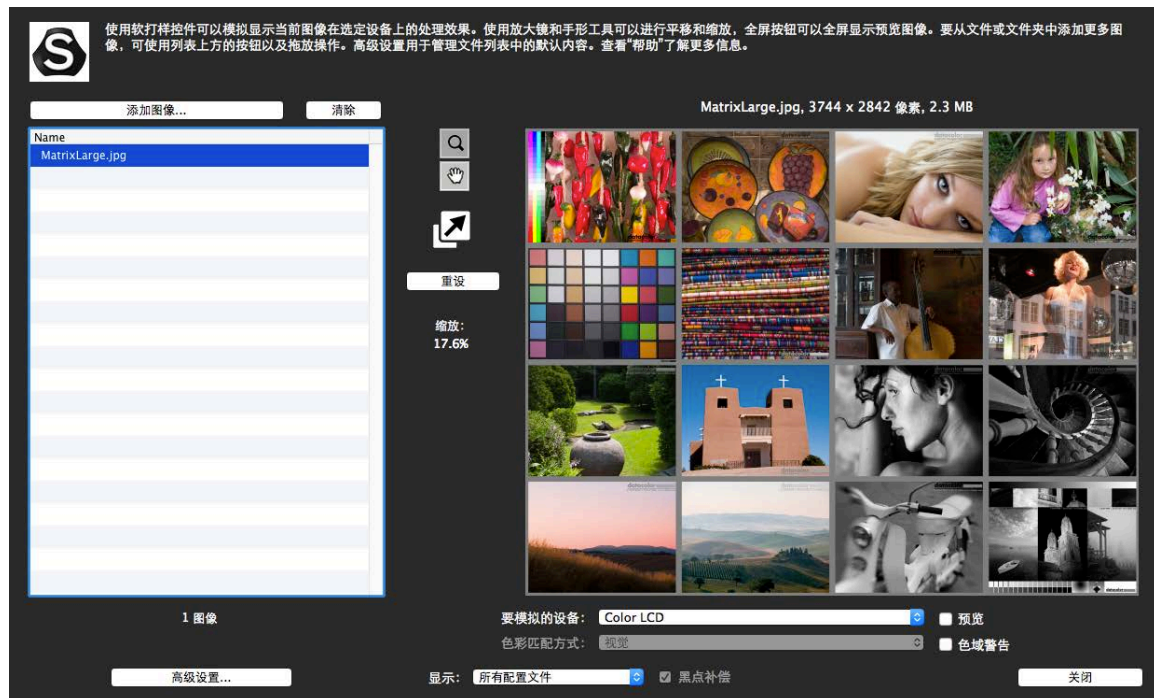 使用软打样控件可以模拟显示当前图像在选定设备上的处理效果。使用放大镜和手形工具可以进行平移和缩放，全屏按钮可以全屏显示预览图像。要从文件或文件夹中添加更多图
像，可使用列表上方的按钮以及拖放操作。高级设置用于管理文件列表中的默认内容。查看“帮助”了解更多信息。
S
添加图像...
清除
MatrixLarge.jpg, 3744 x 2842 像素, 2.3 MB
Name
MatrixLarge.jpg
重设
缩放：
17.6%
1 图像
要模拟的设备：
Color LCD
预览
色彩匹配方式：
视觉
色域警告
高级设置...
显示：
所有配置文件
黑点补偿
关闭